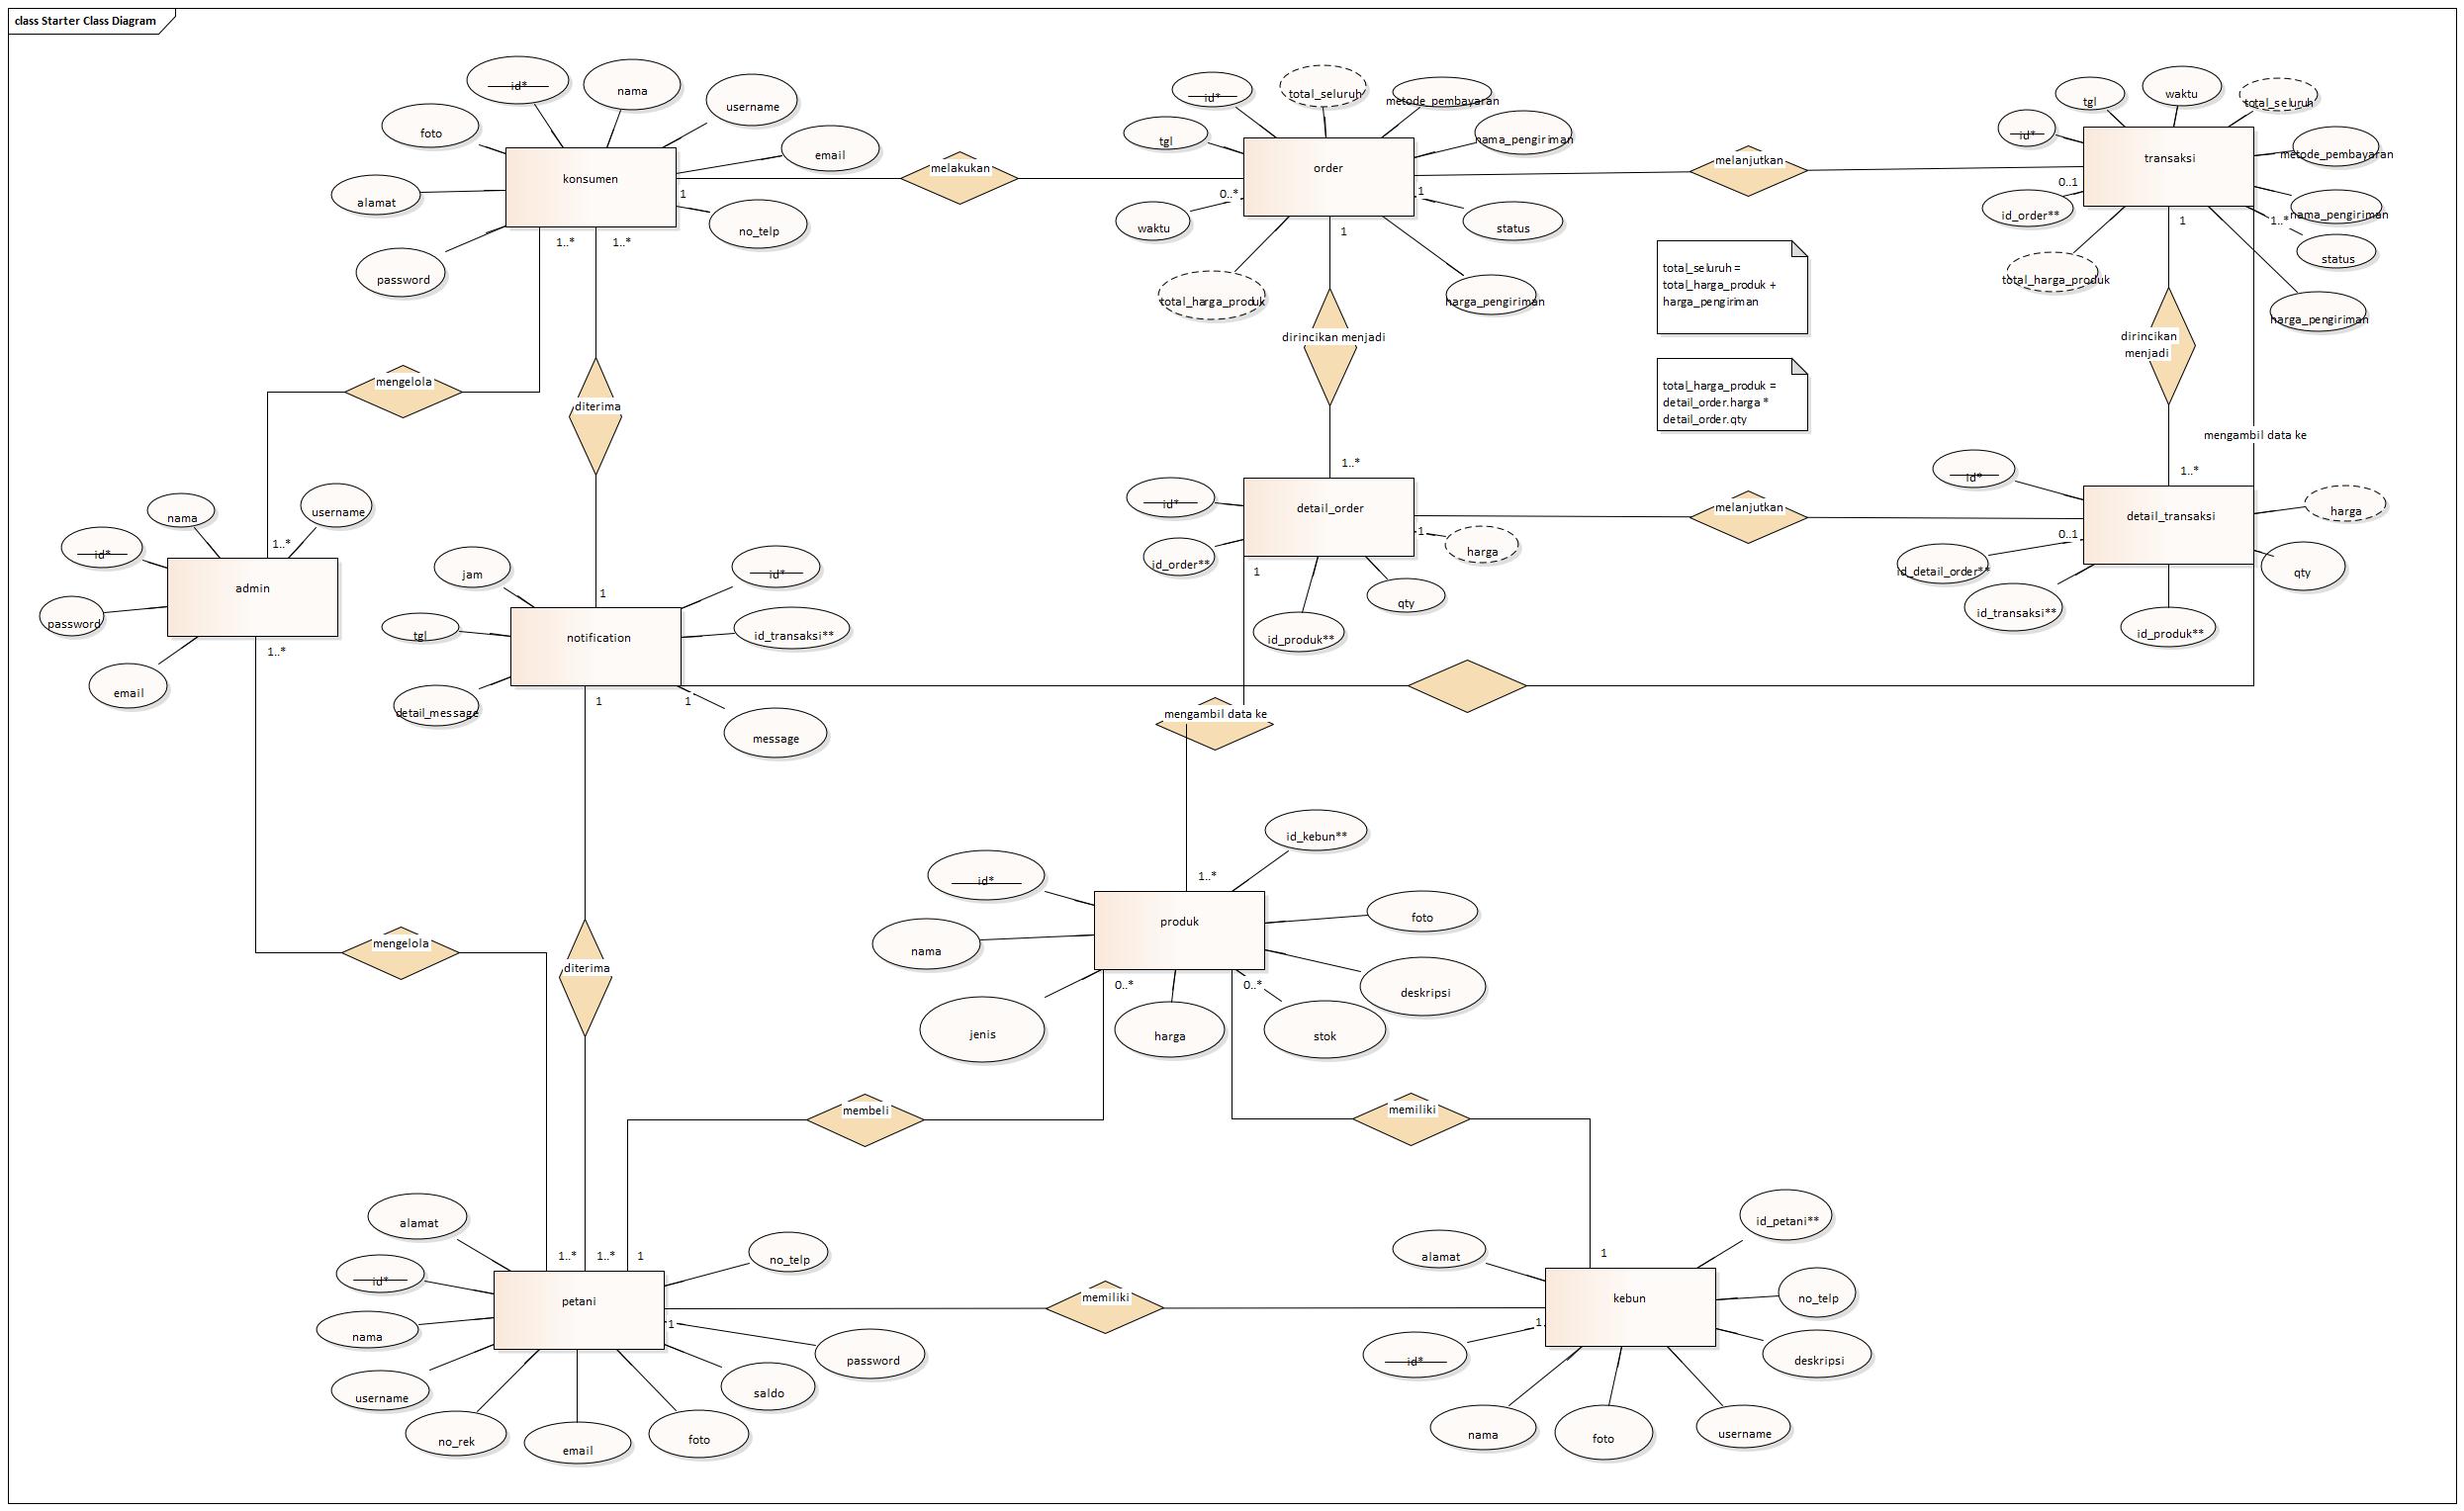 class Starter Class Diagram
id*
nama
username
foto
email
konsumen
alamat
no_telp
password
1
1..*
1..*
melakukan
0..*
id*
total_seluruh
metode_pembayaran
nama_pengiriman
tgl
order
waktu
1
status
1
total_harga_produk
harga_pengiriman
melanjutkan
0..1
tgl
waktu
total_seluruh
id*
metode_pembayaran
transaksi
id_order**
nama_pengiriman
1
1..*
status
total_harga_produk
harga_pengiriman
total_seluruh =
total_harga_produk +
harga_pengiriman
total_harga_produk =
detail_order.harga *
detail_order.qty
mengelola
diterima
dirincikan menjadi
dirincikan
menjadi
mengambil data ke
1..*
1..*
nama
username
id*
1..*
admin
password
email
1..*
jam
id*
1
tgl
notification
id_transaksi**
detail_message
1
1
message
id*
detail_order
1
harga
id_order**
1
qty
id_produk**
melanjutkan
0..1
id*
harga
detail_transaksi
id_detail_order**
qty
id_transaksi**
id_produk**
mengambil data ke
1..*
id_kebun**
id*
produk
foto
nama
0..*
0..*
deskripsi
jenis
harga
stok
mengelola
diterima
membeli
memiliki
alamat
1..*
1..*
1
no_telp
id*
petani
nama
1
password
username
saldo
no_rek
email
foto
memiliki
1
id_petani**
alamat
kebun
no_telp
1.
id*
deskripsi
nama
foto
username